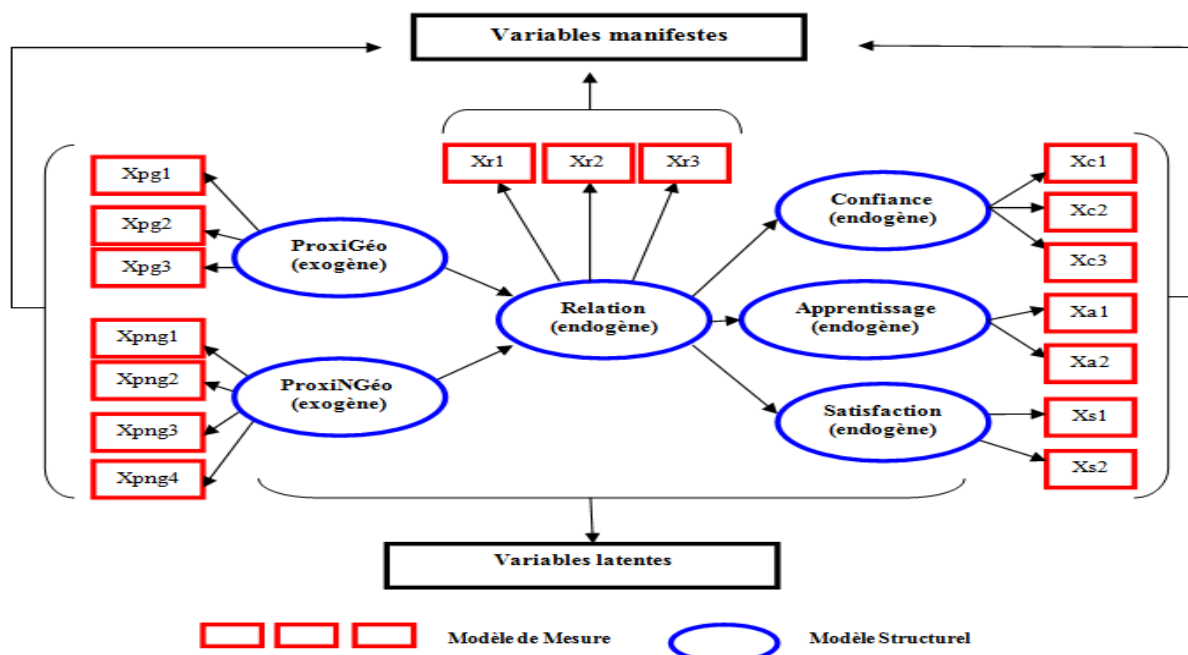 Variables manifestes
Xr1
Xr2
Xr3
Xpg1
Xpg2
Xpg3
Xpng1
Xpng2
Xpng3
Xpng4
ProxiGéo
(exogène)
ProxiNGéo
(exogène)
Relation
(endogène)
Confiance
(endogène)
Apprentissage
(endogène)
Satisfaction
(endogène)
Xc1
Xc2
Xc3
Xa1
Xa2
Xs1
Xs2
Variables latentes
Modèle de Mesure
Modèle Structurel